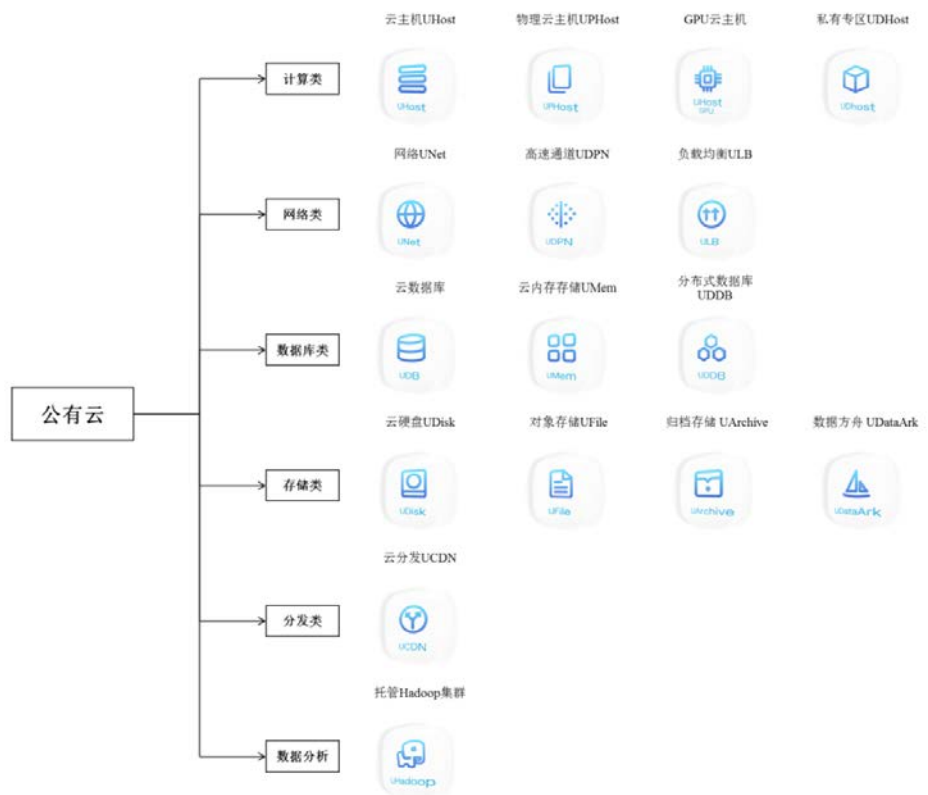 云主机UHost
物理云主机UPHost
GPU云主机
私有专区UDHost
计算类
UHost
UPHost
UHost
GPU
UDhost
网络UNet
高速通道UDPN
负载均衡ULB
网络类
UNet
UDPN
ULB
云数据库
云内存存储UMem
分布式数据库
UDDB
数据库类
UDB
UMem
UDDB
公有云
云硬盘UDisk
对象存储UFile
归档存储 UArchive
数据方舟 UDataArk
存储类
UDisk
UFile
UArchive
UDataArk
云分发UCDN
分发类
UCDN
托管Hadoop集群
数据分析
UHadoop